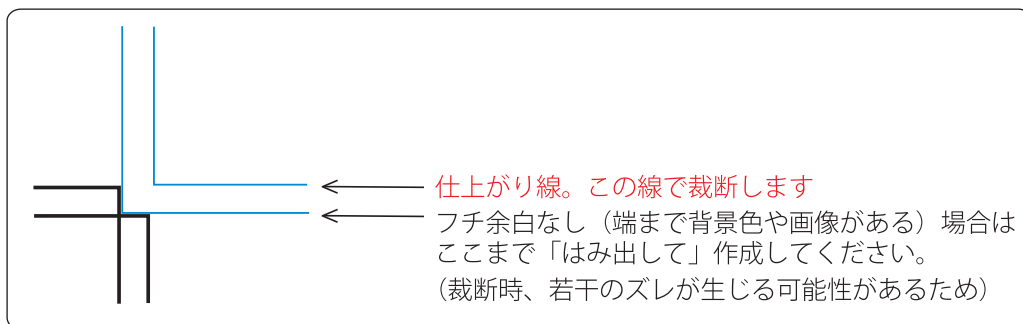 仕上がり線。この線で裁断します
フチ余白なし（端まで背景色や画像がある）場合は
ここまで「はみ出して」作成してください。
（裁断時、若干のズレが生じる可能性があるため）